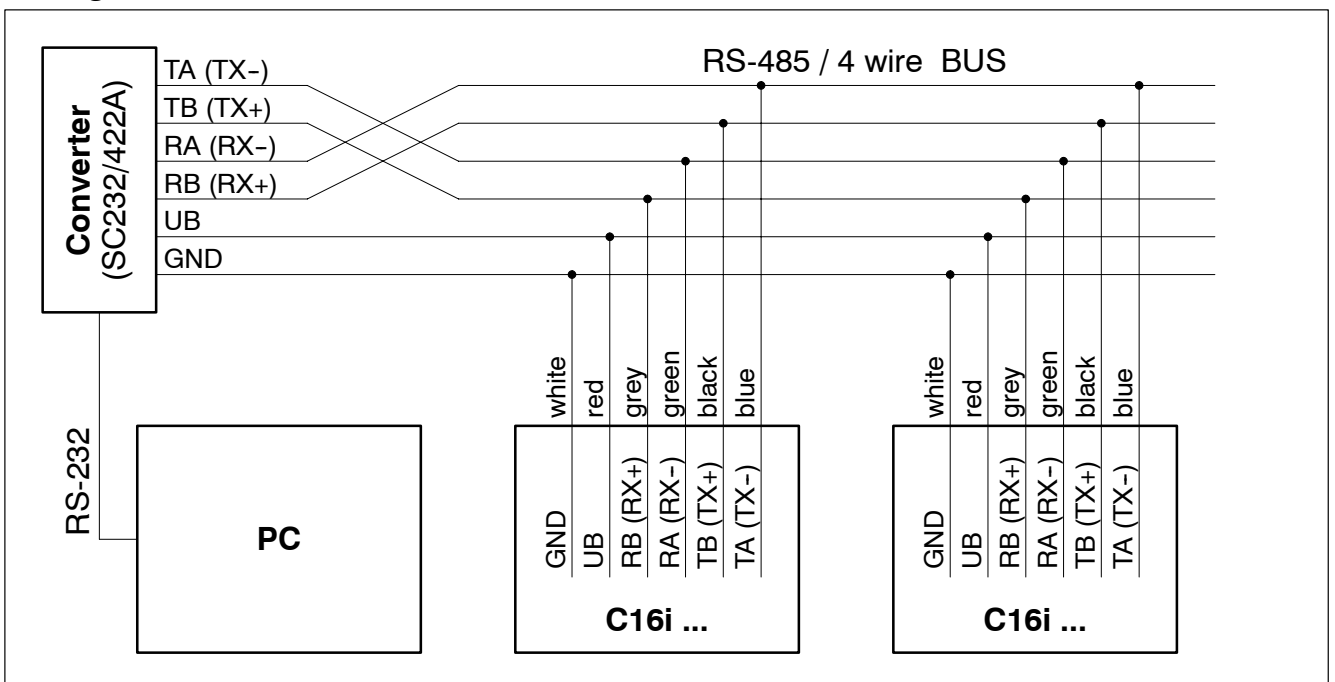 RS-485 / 4 wire BUS
Converter
(SC232/422A)
TA (TX-)
TB (TX+)
RA (RX-)
RB (RX+)
UB
GND
RS-232
PC
white
red
grey
green
black
blue
GND
UB
RB (RX+)
RA (RX-)
TB (TX+)
TA (TX-)
C16i ...
white
red
grey
green
black
blue
GND
UB
RB (RX+)
RA (RX-)
TB (TX+)
TA (TX-)
C16i ...